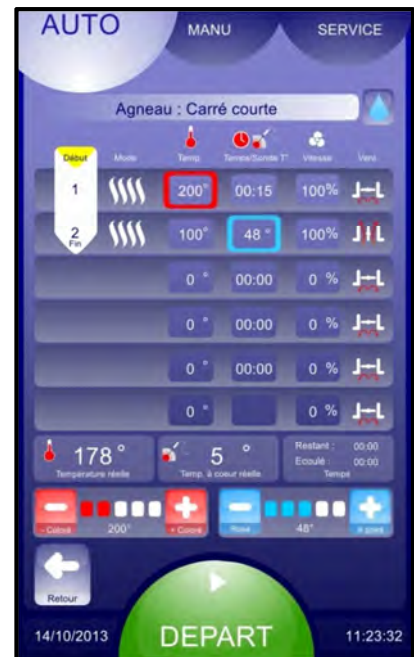 AUTO MANU SERVICE
Agneau : Carré courte
Début Mode Temp. Temps/Sonde T° Vitesse Vent.
1 200° 00:15 100%
2 100° 48 ° 100%
Fin
0 ° 00:00 0 %
0 ° 00:00 0 %
0 ° 00:00 0 %
0 ° 0 %
178 ° 5 ° Restant : 00:00
Ecoulé : 00:00
Température réelle Temp. à coeur réelle Temps
- Coloré 200° + Coloré Rosé 48° A point
Retour
14/10/2013 DEPART 11:23:32